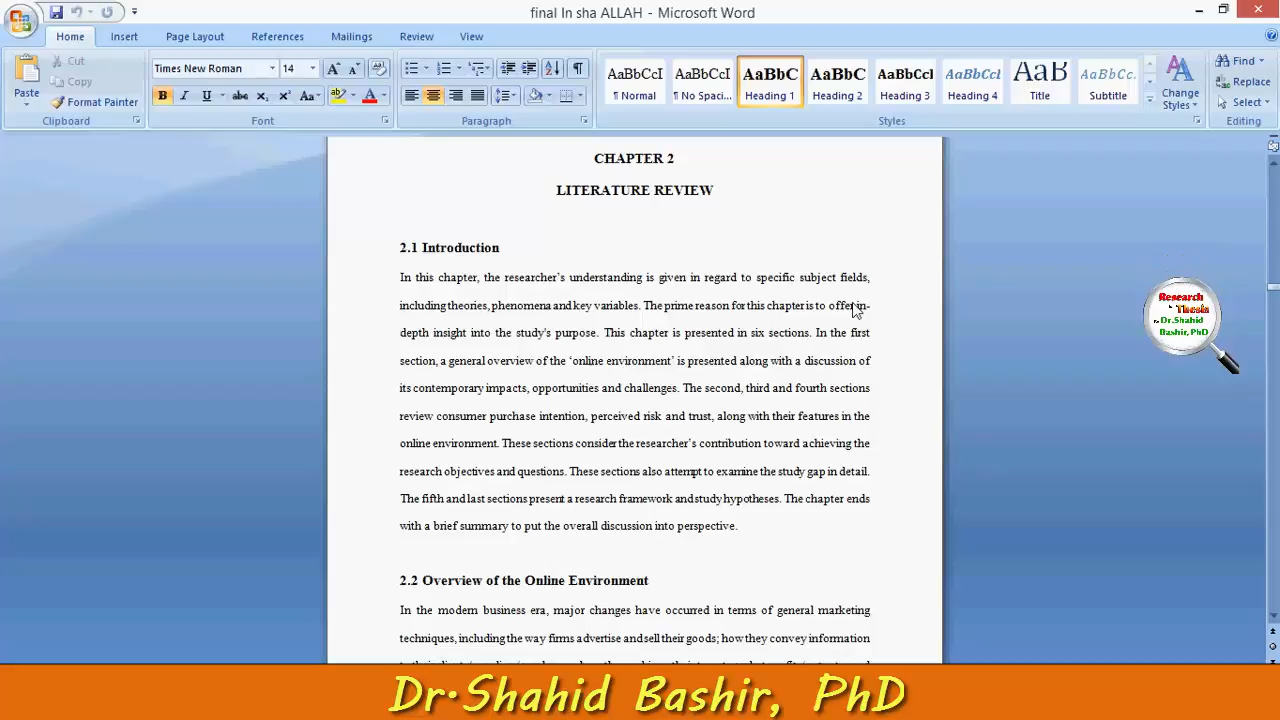 final In sha ALLAH - Microsoft Word
Home Insert Page Layout References Mailings Review View
Paste
Cut
Copy
Format Painter
Clipboard
Times New Roman 14
B I U abc x₂ x² Aa
Font
Paragraph
AaBbCcI AaBbCcI AaBbC AaBbC AaBbCcl AaBbCcl AaB AaBbCc.
¶ Normal ¶ No Spaci... Heading 1 Heading 2 Heading 3 Heading 4 Title Subtitle
Change Styles
Styles
Find
Replace
Select
Editing
CHAPTER 2
LITERATURE REVIEW
2.1 Introduction
In this chapter, the researcher's understanding is given in regard to specific subject fields,
including theories, phenomena and key variables. The prime reason for this chapter is to offer in-
depth insight into the study's purpose. This chapter is presented in six sections. In the first
section, a general overview of the 'online environment' is presented along with a discussion of
its contemporary impacts, opportunities and challenges. The second, third and fourth sections
review consumer purchase intention, perceived risk and trust, along with their features in the
online environment. These sections consider the researcher's contribution toward achieving the
research objectives and questions. These sections also attempt to examine the study gap in detail.
The fifth and last sections present a research framework and study hypotheses. The chapter ends
with a brief summary to put the overall discussion into perspective.
2.2 Overview of the Online Environment
In the modern business era, major changes have occurred in terms of general marketing
techniques, including the way firms advertise and sell their goods; how they convey information
Research
Thesis
Dr.Shahid
Bashir, PhD
Dr.Shahid Bashir, PhD